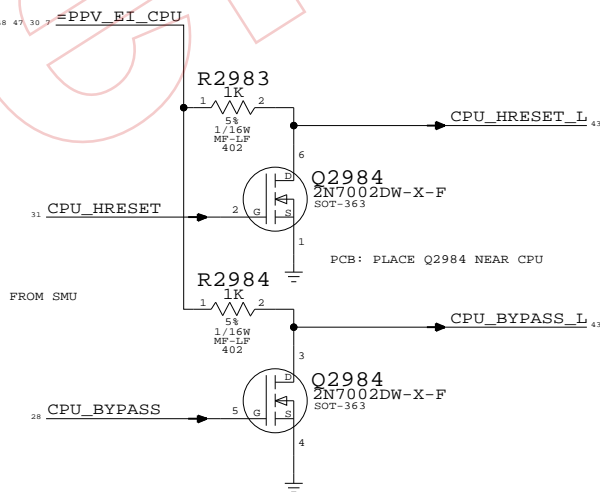 48 47 30 7 =PPV_EI_CPU
R2983
1K
1 2
5%
1/16W
MF-LF
402
CPU_HRESET_L 43
6
D
Q2984
2N7002DW-X-F
SOT-363
31 CPU_HRESET 2 G S
1
PCB: PLACE Q2984 NEAR CPU
FROM SMU
R2984
1K
1 2
5%
1/16W
MF-LF
402
CPU_BYPASS_L 43
3
D
Q2984
2N7002DW-X-F
SOT-363
28 CPU_BYPASS 5 G S
4